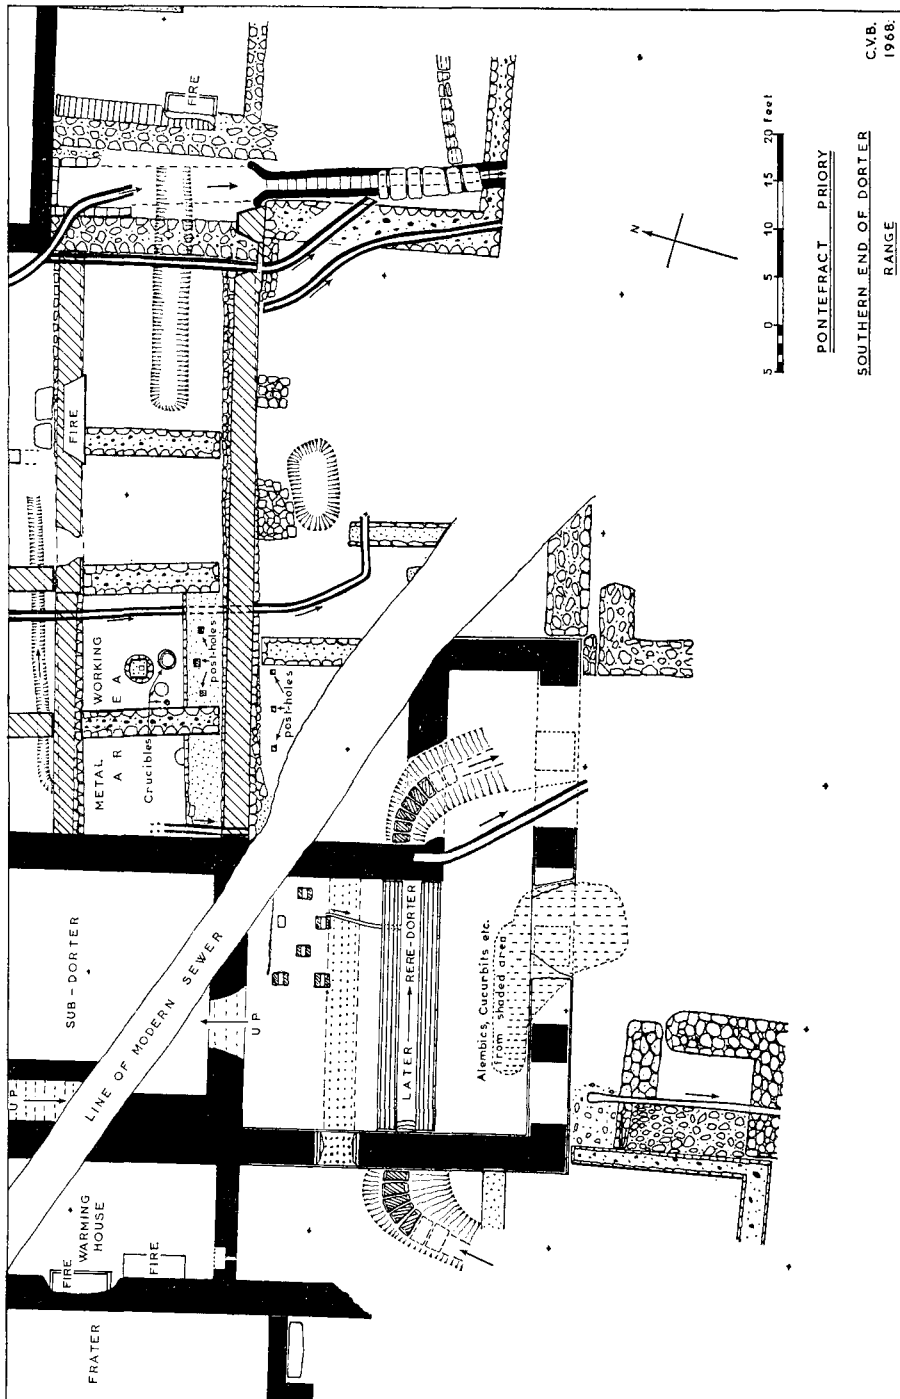 FRATER
FIRE
WARMING
HOUSE
FIRE
UP
SUB-DORTER
LINE OF MODERN SEWER
UP
LATER → RERE-DORTER
Alembics, Cucurbits etc.
from shaded area
METAL WORKING
AREA
Crucibles
post-holes
post-holes
FIRE
FIRE
N
5 0 5 10 15 20 Feet
PONTEFRACT PRIORY
SOUTHERN END OF DORTER
RANGE
C.V.B.
1968.